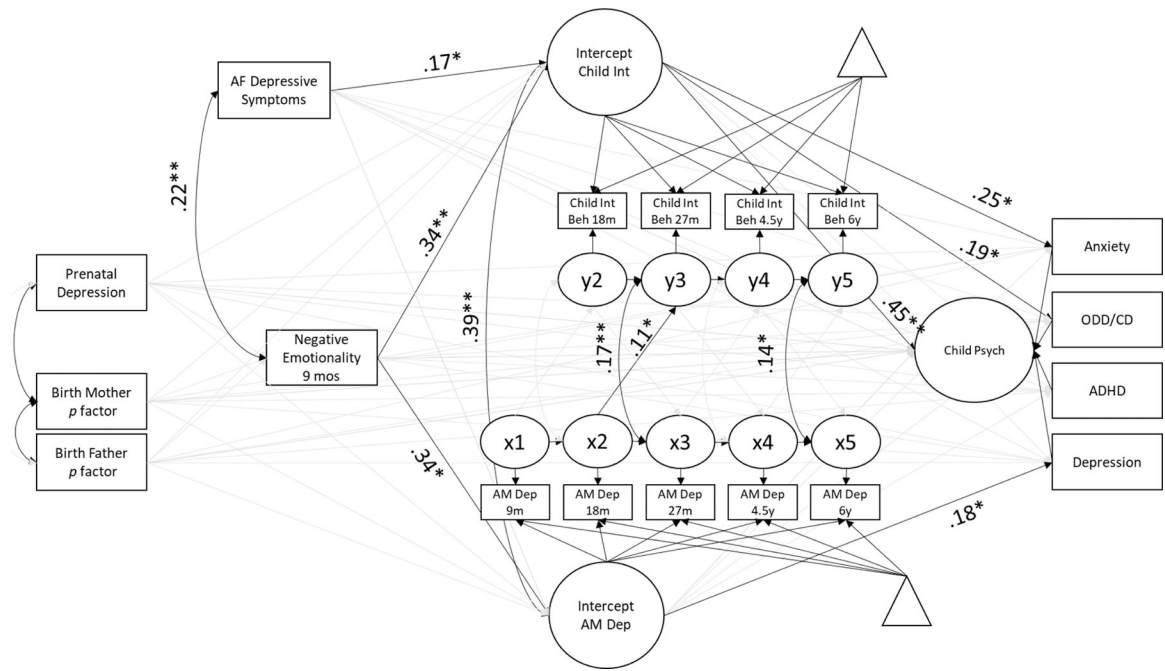 Intercept
Child Int
.17*
AF Depressive
Symptoms
.22**
.34**
.39**
Child Int
Beh 18m
Child Int
Beh 27m
Child Int
Beh 4.5y
Child Int
Beh 6y
.25*
.19*
Anxiety
Prenatal
Depression
y2
y3
y4
y5
.45**
ODD/CD
Negative
Emotionality
9 mos
.17**
.11*
.14*
Child Psych
Birth Mother
p factor
ADHD
Birth Father
p factor
x1
x2
x3
x4
x5
Depression
.34*
AM Dep
9m
AM Dep
18m
AM Dep
27m
AM Dep
4.5y
AM Dep
6y
.18*
Intercept
AM Dep